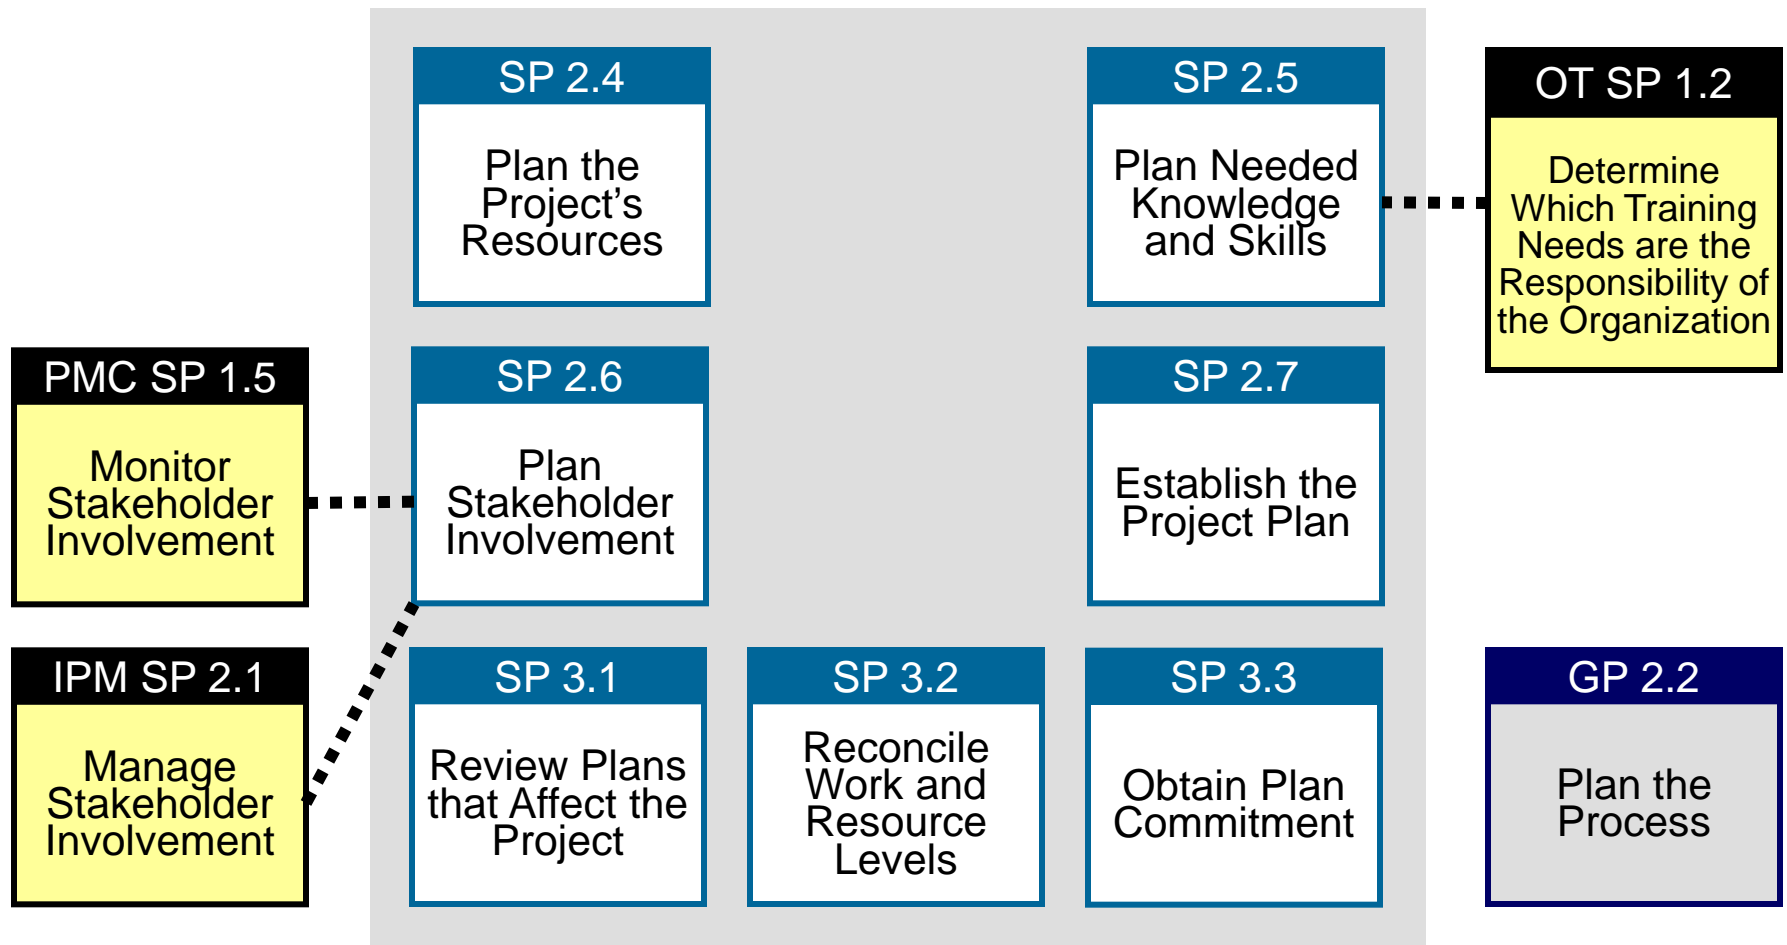 SP 2.4
Plan the
Project’s
Resources
SP 2.5
Plan Needed
Knowledge
and Skills
OT SP 1.2
Determine
Which Training
Needs are the
Responsibility of
the Organization
PMC SP 1.5
Monitor
Stakeholder
Involvement
SP 2.6
Plan
Stakeholder
Involvement
SP 2.7
Establish the
Project Plan
IPM SP 2.1
Manage
Stakeholder
Involvement
SP 3.1
Review Plans
that Affect the
Project
SP 3.2
Reconcile
Work and
Resource
Levels
SP 3.3
Obtain Plan
Commitment
GP 2.2
Plan the
Process